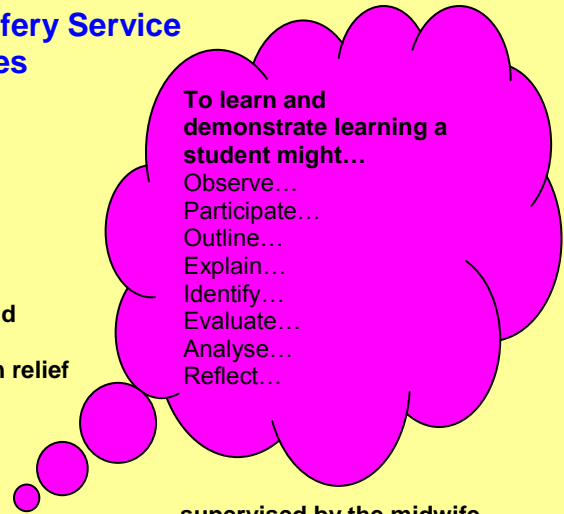 fery Service
es
To learn and
demonstrate learning a
student might…
Observe…
Participate…
Outline…
Explain…
Identify…
Evaluate…
Analyse…
Reflect…
d
n relief
supervised by the midwife